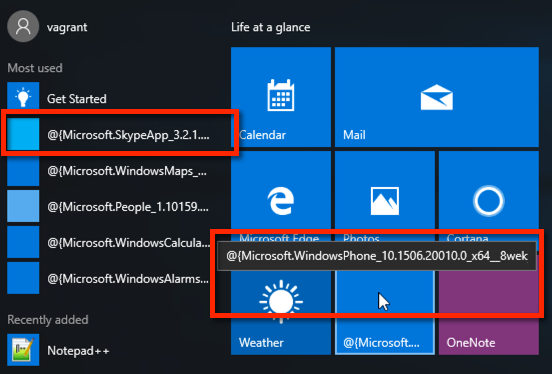 vagrant
Life at a glance
Most used
Get Started
@{Microsoft.SkypeApp_3.2.1....
@{Microsoft.WindowsMaps_...
@{Microsoft.People_1.10159....
@{Microsoft.WindowsCalcula...
@{Microsoft.WindowsAlarms...
Recently added
Notepad++
Calendar
Mail
Microsoft Edge
Photos
Cortana
@{Microsoft.WindowsPhone_10.1506.20010.0_x64__8wek
Weather
@{Microsoft....
OneNote